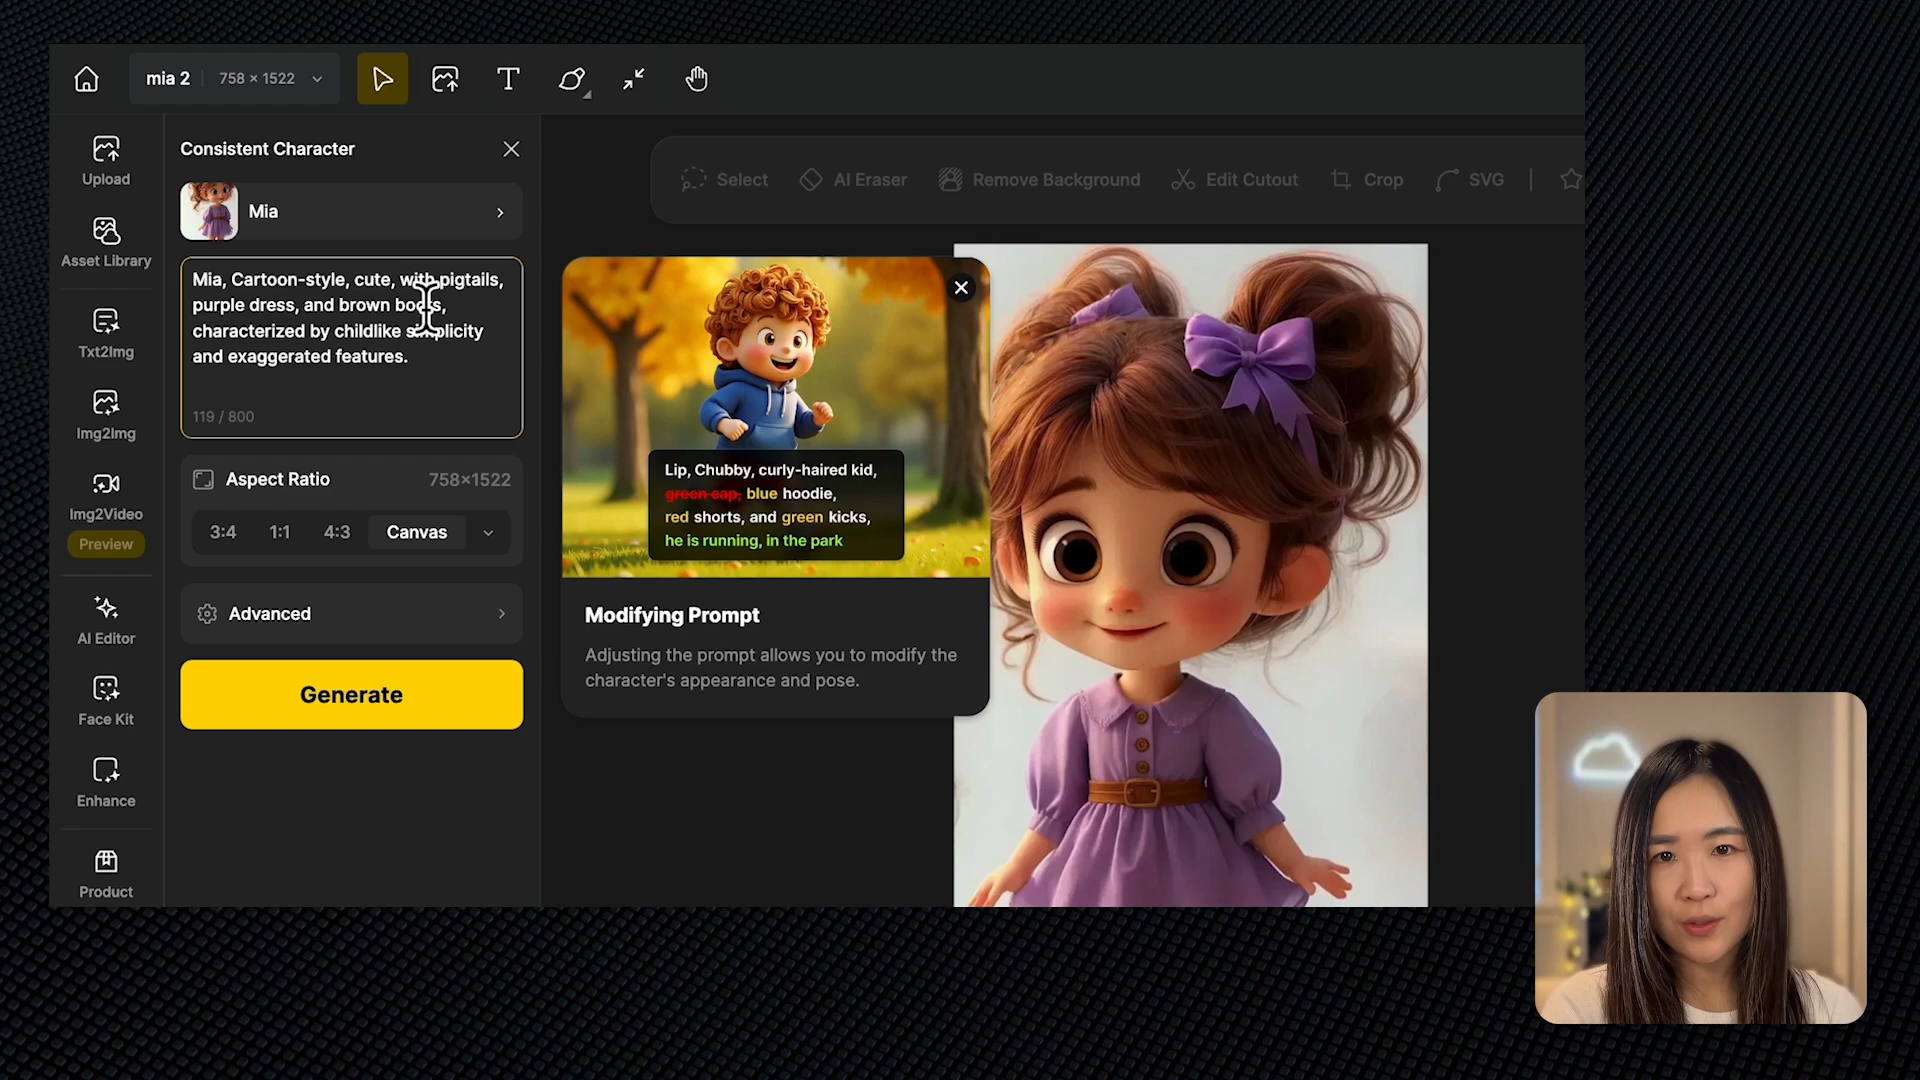 mia 2 758 × 1522
Upload
Asset Library
Txt2Img
Img2Img
Img2Video
Preview
AI Editor
Face Kit
Enhance
Product
Consistent Character
Mia
Mia, Cartoon-style, cute, with pigtails,
purple dress, and brown boots,
characterized by childlike simplicity
and exaggerated features.
119 / 800
Aspect Ratio 758×1522
3:4 1:1 4:3 Canvas
Advanced
Generate
Select AI Eraser Remove Background Edit Cutout Crop SVG
Lip, Chubby, curly-haired kid,
green cap, blue hoodie,
red shorts, and green kicks,
he is running, in the park
Modifying Prompt
Adjusting the prompt allows you to modify the
character's appearance and pose.